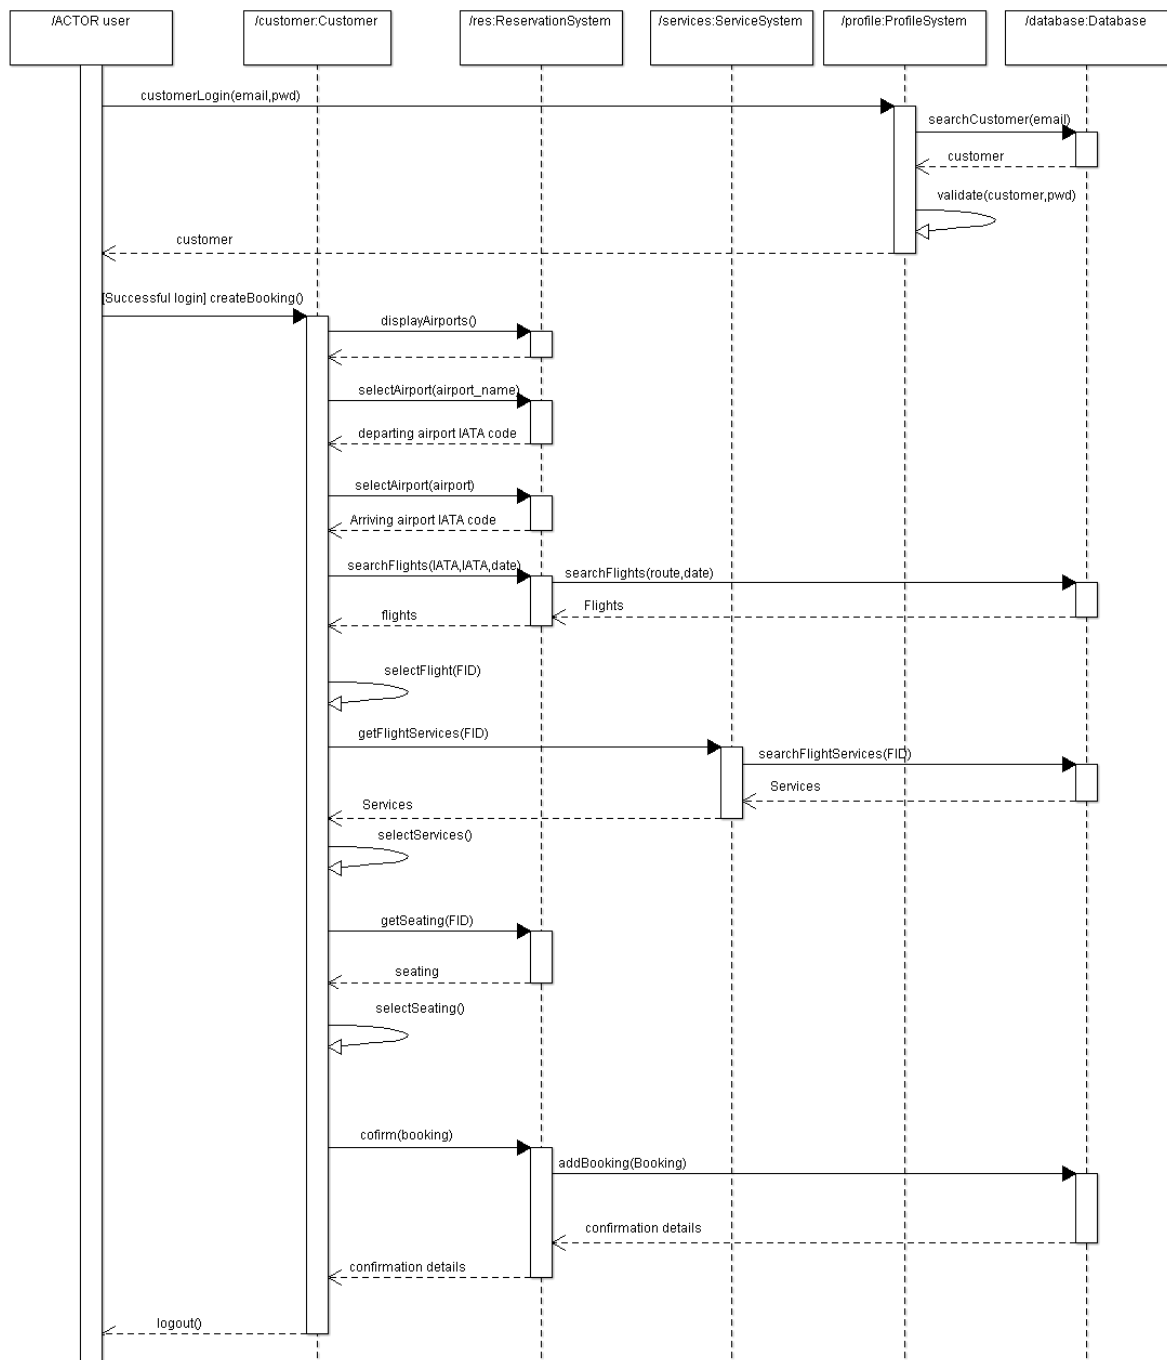 /ACTOR user
/customer:Customer
/res:ReservationSystem
/services:ServiceSystem
/profile:ProfileSystem
/database:Database
customerLogin(email,pwd)
searchCustomer(email)
customer
validate(customer,pwd)
customer
[Successful login] createBooking()
displayAirports()
selectAirport(airport_name)
departing airport IATA code
selectAirport(airport)
Arriving airport IATA code
searchFlights(IATA,IATA,date)
searchFlights(route,date)
Flights
flights
selectFlight(FID)
getFlightServices(FID)
searchFlightServices(FID)
Services
Services
selectServices()
getSeating(FID)
seating
selectSeating()
cofirm(booking)
addBooking(Booking)
confirmation details
confirmation details
logout()